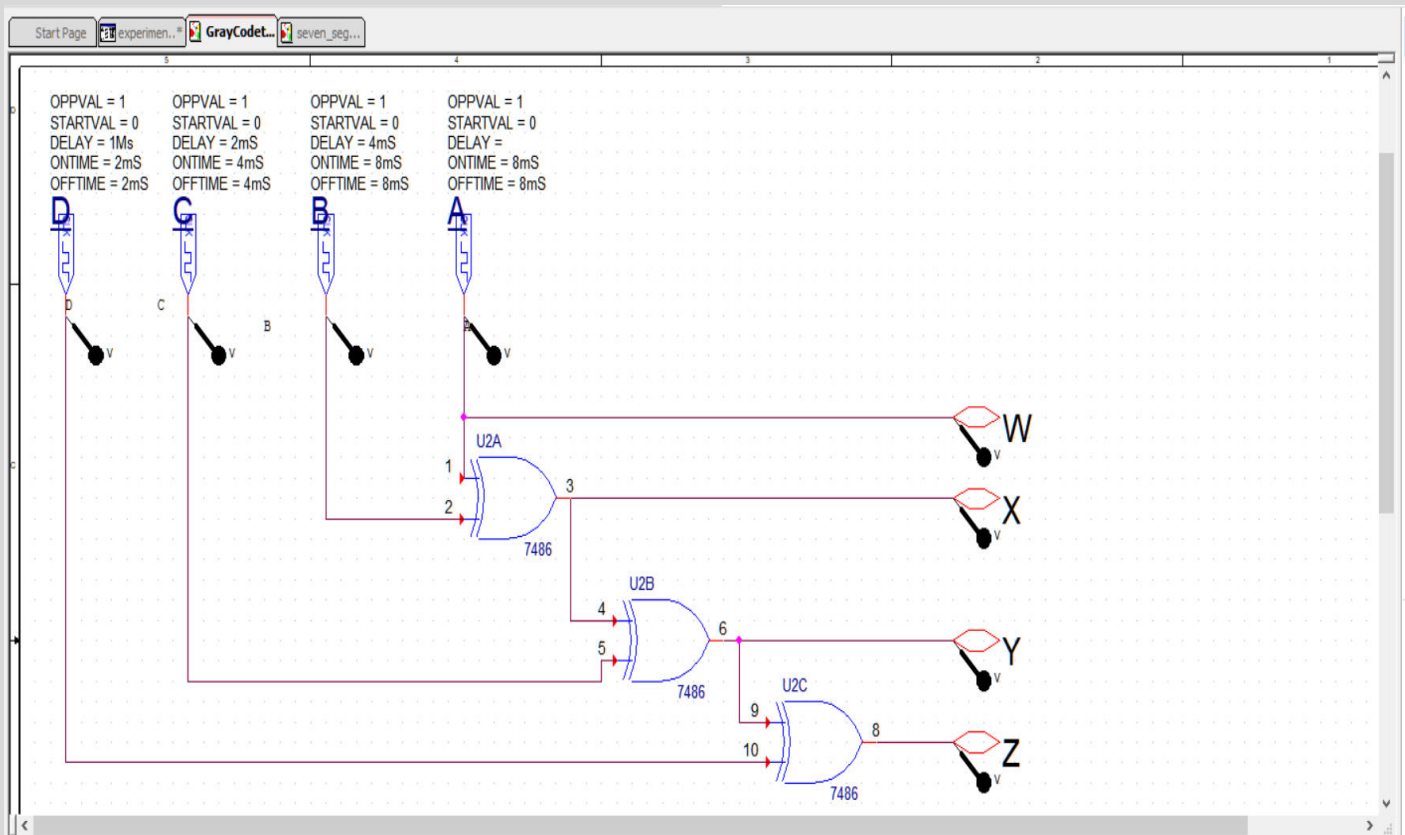 Start Page experimen..* GrayCodet... seven_seg...
5 4 3 2 1
OPPVAL = 1 OPPVAL = 1 OPPVAL = 1 OPPVAL = 1
STARTVAL = 0 STARTVAL = 0 STARTVAL = 0 STARTVAL = 0
DELAY = 1Ms DELAY = 2mS DELAY = 4mS DELAY =
ONTIME = 2mS ONTIME = 4mS ONTIME = 8mS ONTIME = 8mS
OFFTIME = 2mS OFFTIME = 4mS OFFTIME = 8mS OFFTIME = 8mS
D C B A
D C
B A
V V V V
W
V
U2A
1
3
2
X
V
7486
U2B
4
6
5
Y
V
7486
U2C
9
8
10
Z
V
7486